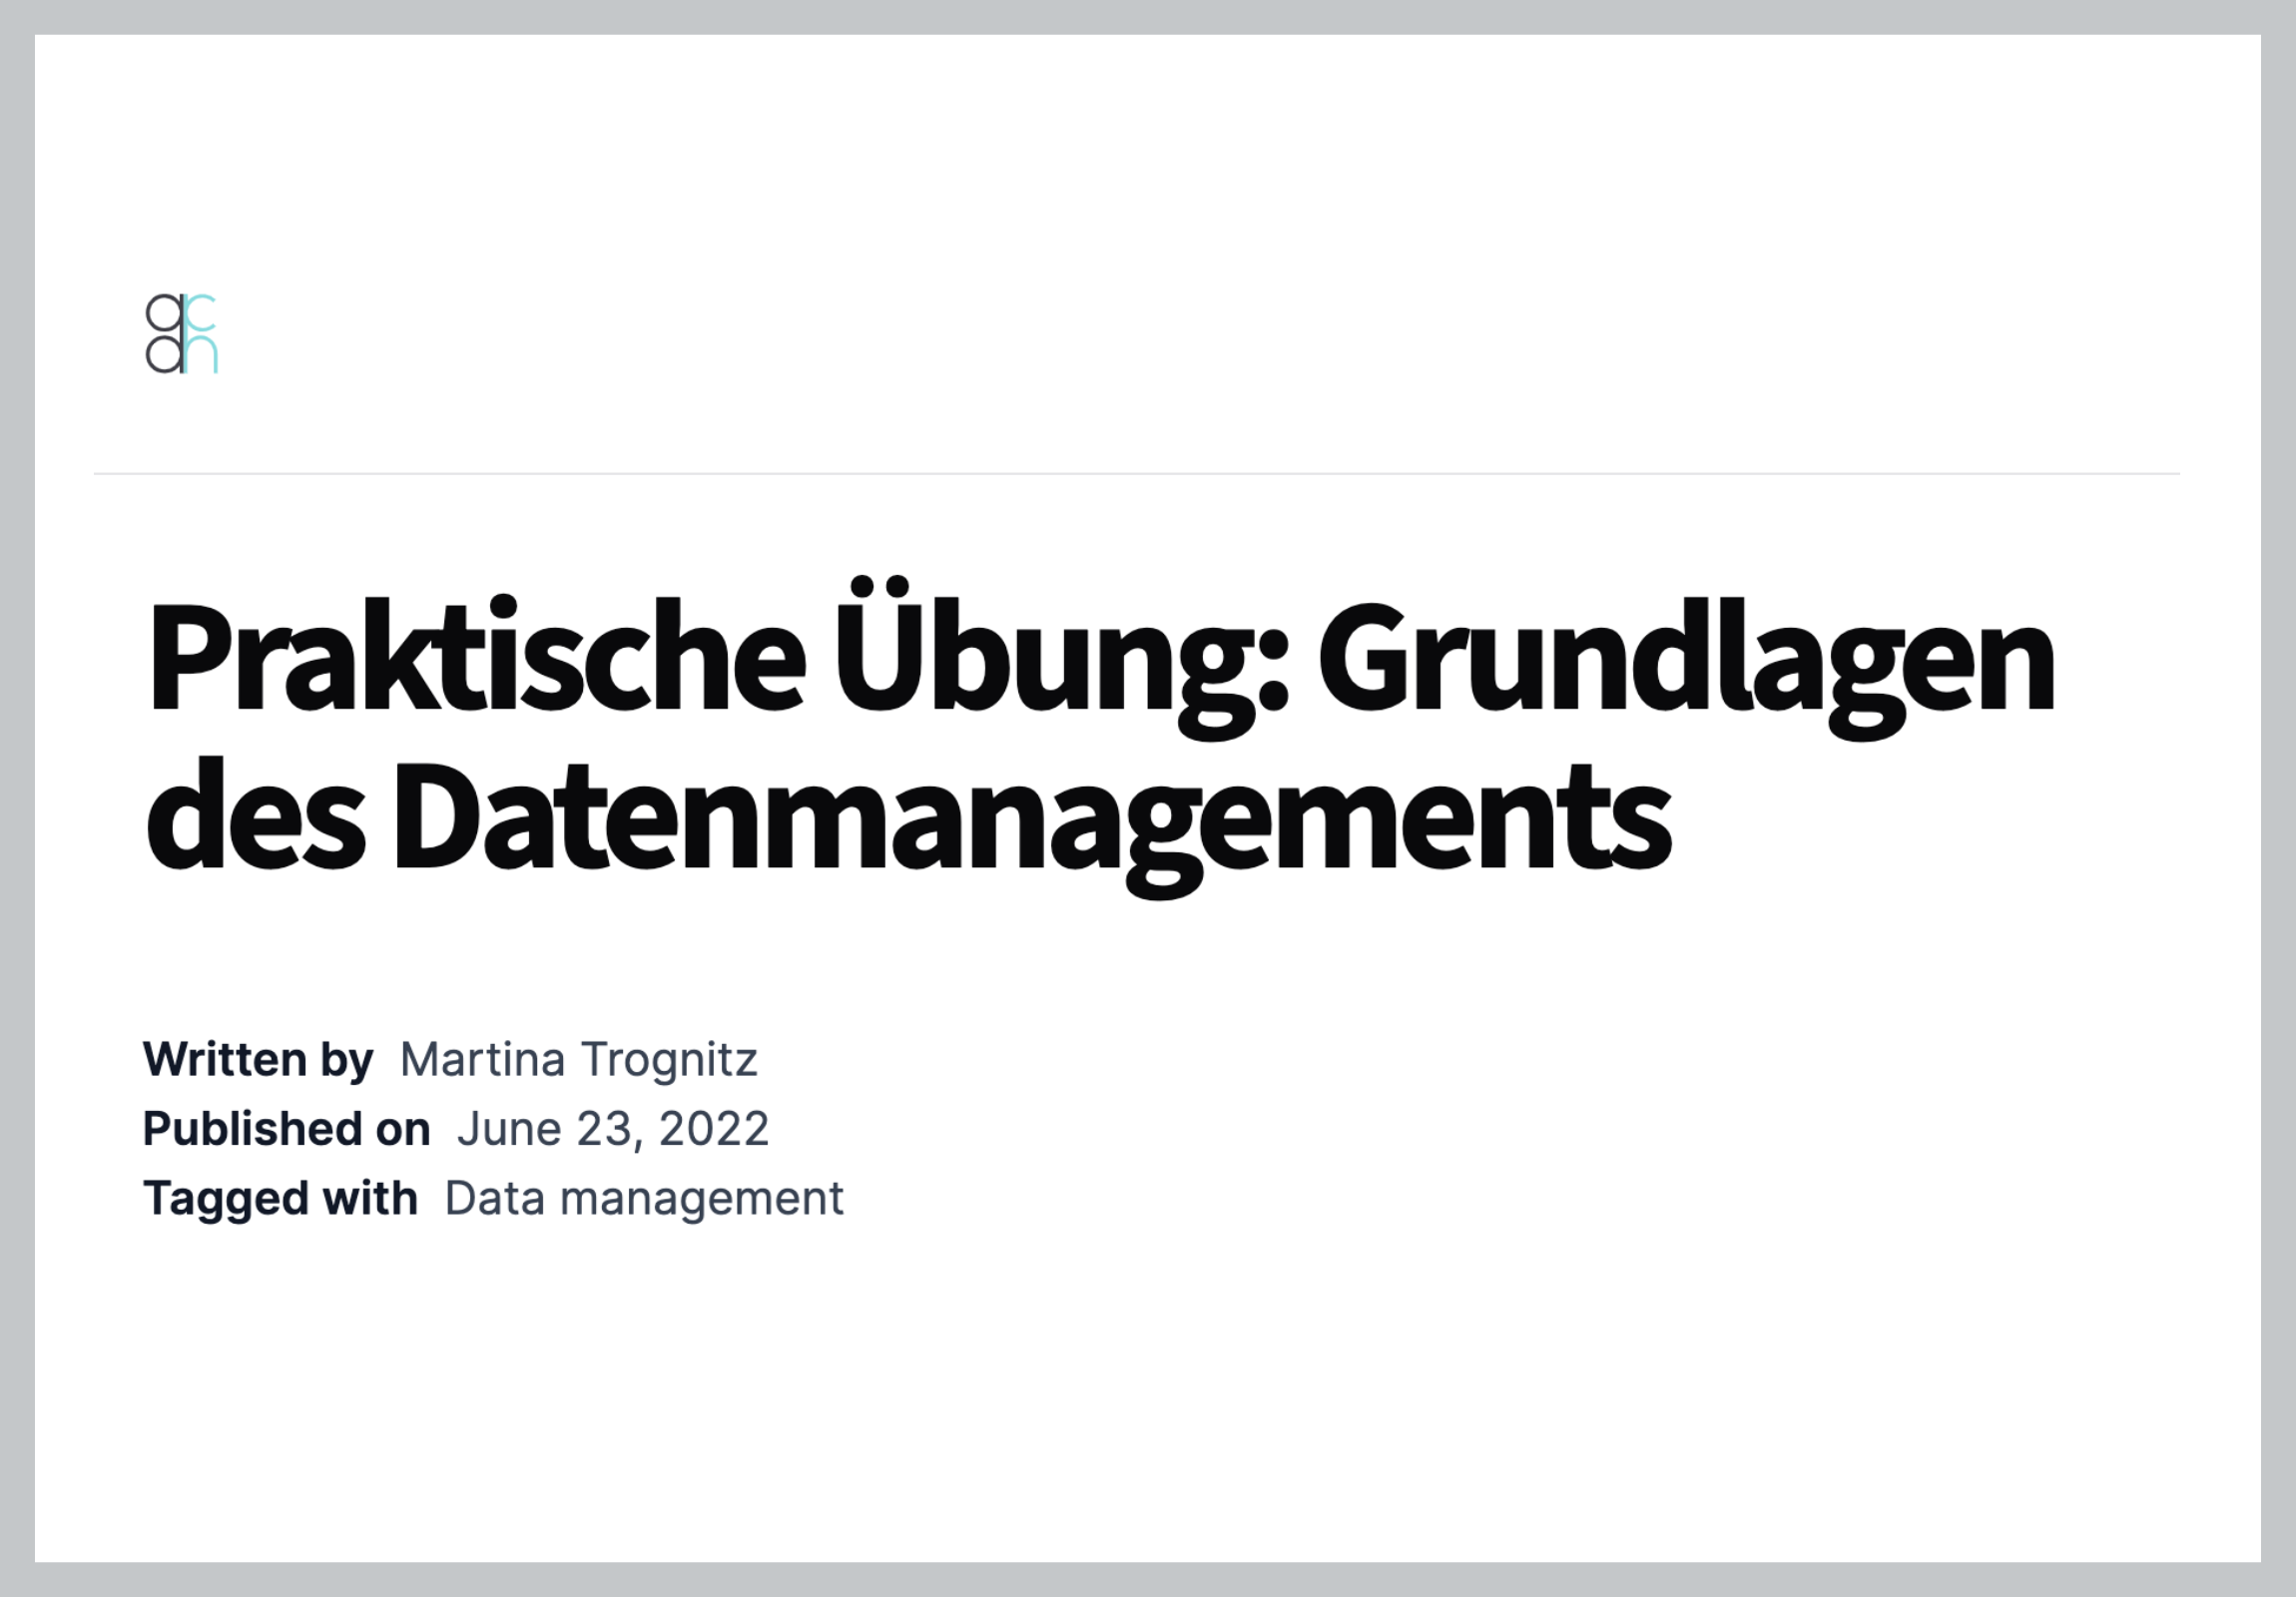 ac
dh
Praktische Übung: Grundlagen
des Datenmanagements
Written by Martina Trognitz
Published on June 23, 2022
Tagged with Data management